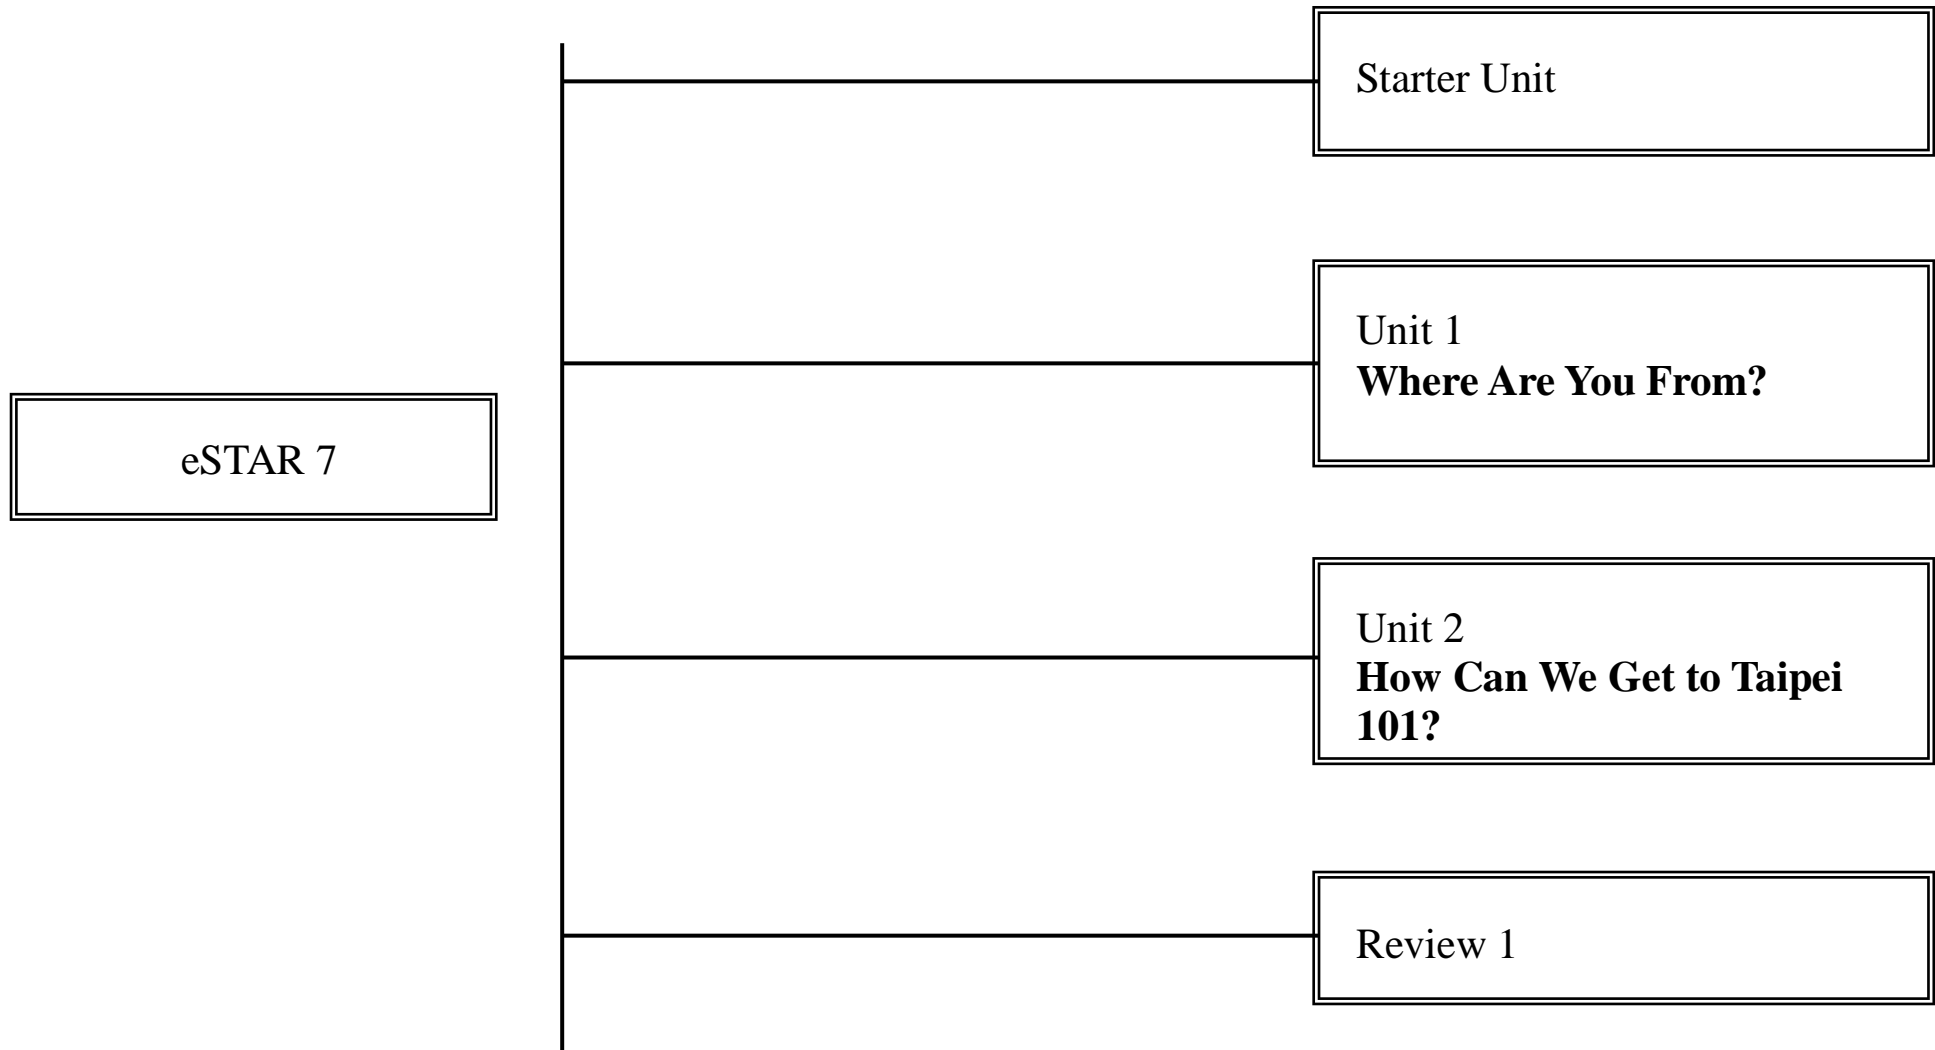 Starter Unit
Unit 1
Where Are You From?
eSTAR 7
Unit 2
How Can We Get to Taipei
101?
Review 1